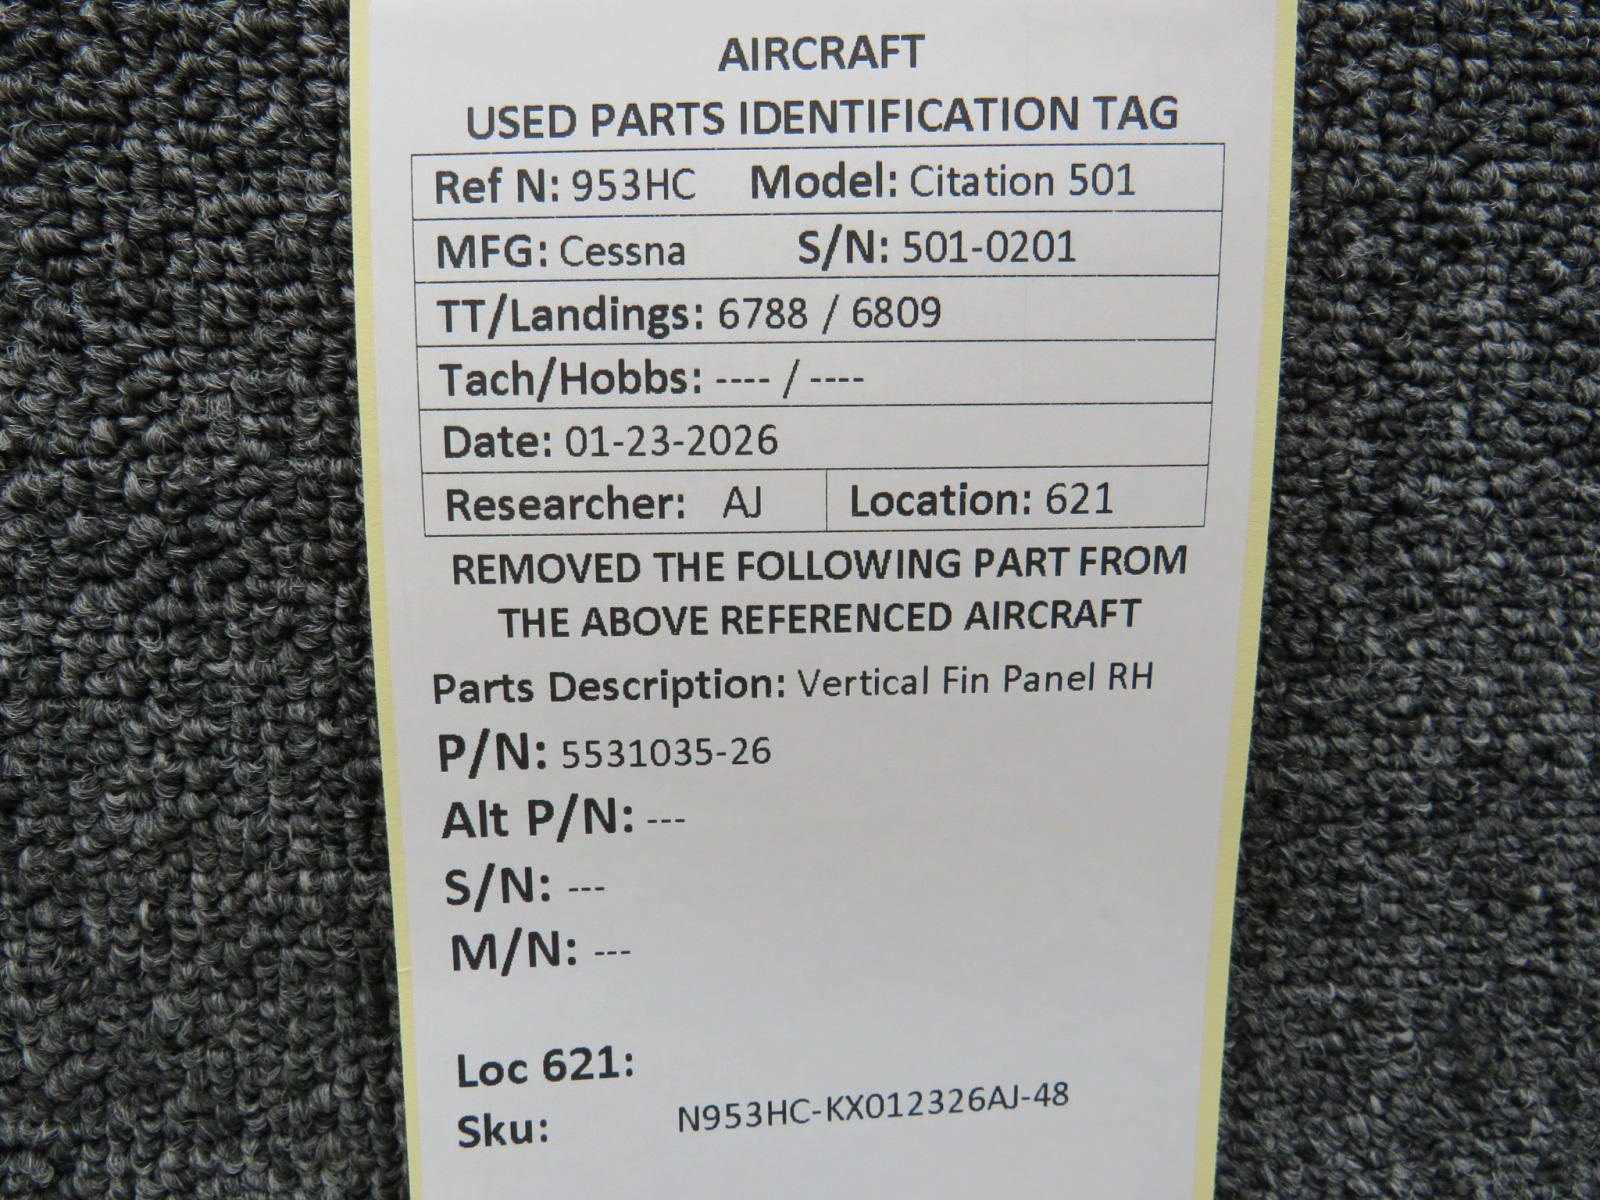 AIRCRAFT
USED PARTS IDENTIFICATION TAG
Ref N: 953HC Model: Citation 501
MFG: Cessna S/N: 501-0201
TT/Landings: 6788 / 6809
Tach/Hobbs: ---- / ----
Date: 01-23-2026
Researcher: AJ Location: 621
REMOVED THE FOLLOWING PART FROM
THE ABOVE REFERENCED AIRCRAFT
Parts Description: Vertical Fin Panel RH
P/N: 5531035-26
Alt P/N: ---
S/N: ---
M/N: ---
Loc 621:
Sku: N953HC-KX012326AJ-48